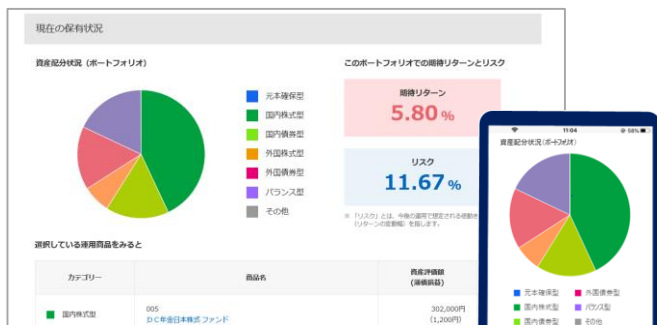 現在の保有状況
資産配分状況 (ポートフォリオ)
元本確保型
国内株式型
国内債券型
外国株式型
外国債券型
バランス型
その他
このポートフォリオでの期待リターンとリスク
期待リターン
5.80 %
リスク
11.67 %
※ 「リスク」とは、今後の運用で想定される
(リターンの変動幅) を指します。
選択している運用商品をみると
カテゴリー
商品名
資産評価額
(評価損益)
国内株式型
005
DC年金日本株式ファンド
302,000円
(1,200円)
11:04
68%
資産配分状況(ポートフォリオ)
元本確保型
外国債券型
国内株式型
バランス型
国内債券型
その他